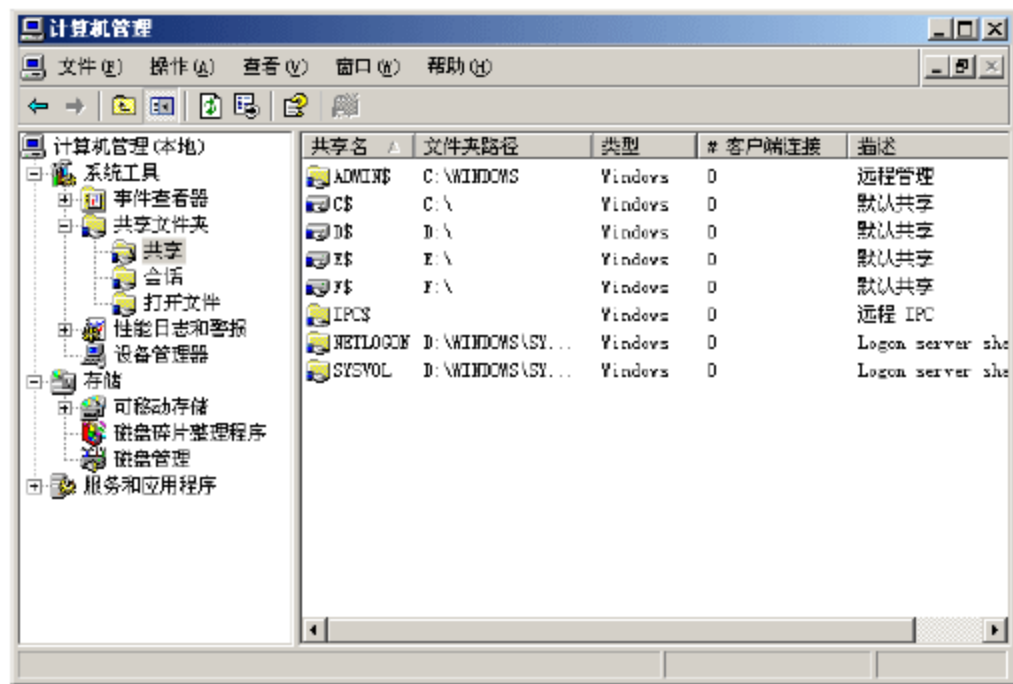 计算机管理
文件(F) 操作(A) 查看(V) 窗口(W) 帮助(H)
计算机管理(本地)
系统工具
事件查看器
共享文件夹
共享
会话
打开文件
性能日志和警报
设备管理器
存储
可移动存储
磁盘碎片整理程序
磁盘管理
服务和应用程序
共享名 文件夹路径 类型 # 客户端连接 描述
ADMIN$ C:\WINDOWS Windows 0 远程管理
C$ C:\ Windows 0 默认共享
D$ D:\ Windows 0 默认共享
E$ E:\ Windows 0 默认共享
F$ F:\ Windows 0 默认共享
IPC$ Windows 0 远程 IPC
NETLOGON D:\WINDOWS\SY... Windows 0 Logon server sha
SYSVOL D:\WINDOWS\SY... Windows 0 Logon server sha